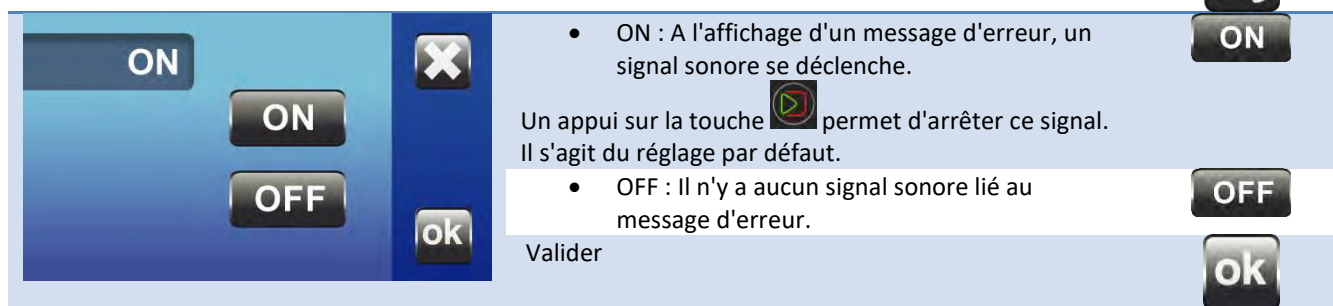 ON
ON
OFF
ok
• ON : A l'affichage d'un message d'erreur, un
signal sonore se déclenche.
ON
Un appui sur la touche permet d'arrêter ce signal.
Il s'agit du réglage par défaut.
• OFF : Il n'y a aucun signal sonore lié au
message d'erreur.
OFF
Valider
ok